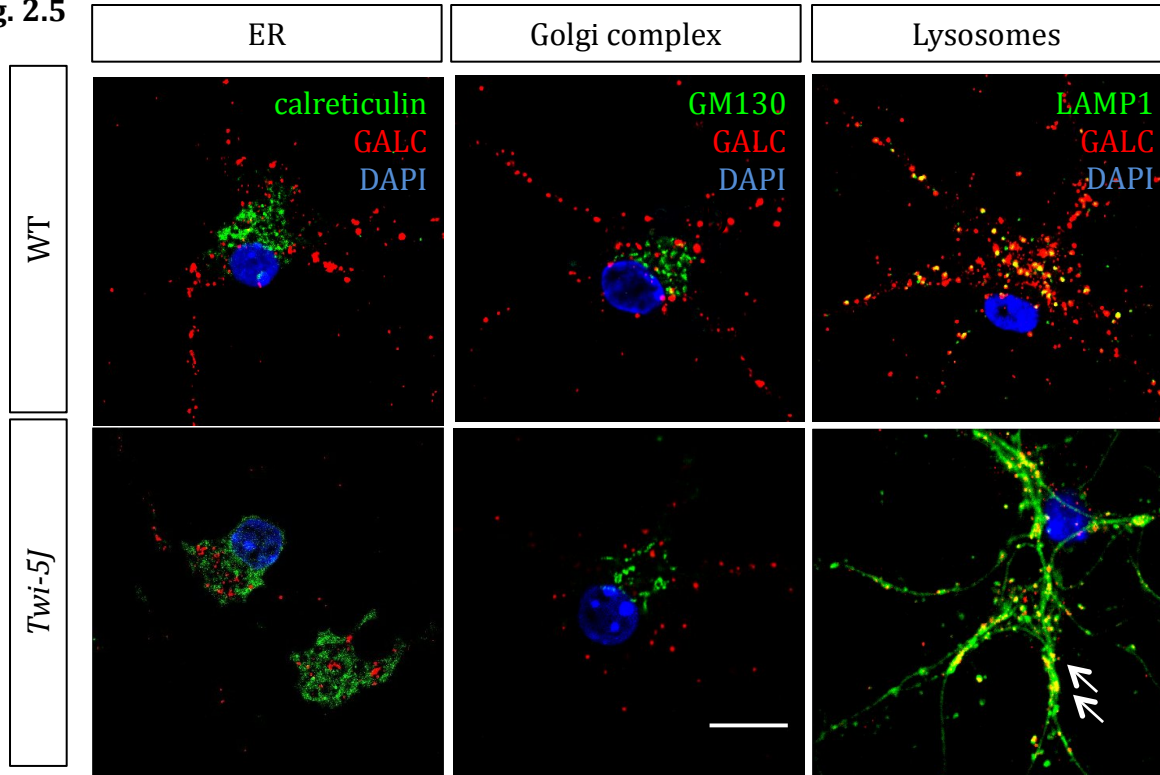 g. 2.5
ER
Golgi complex
Lysosomes
WT
calreticulin
GALC
DAPI
GM130
GALC
DAPI
LAMP1
GALC
DAPI
Twi-5J